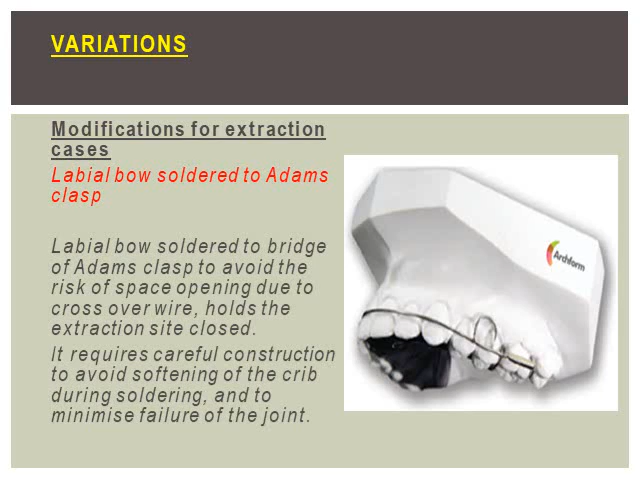 VARIATIONS
Modifications for extraction
cases
Labial bow soldered to Adams
clasp
Labial bow soldered to bridge
of Adams clasp to avoid the
risk of space opening due to
cross over wire, holds the
extraction site closed.
It requires careful construction
to avoid softening of the crib
during soldering, and to
minimise failure of the joint.
Archform